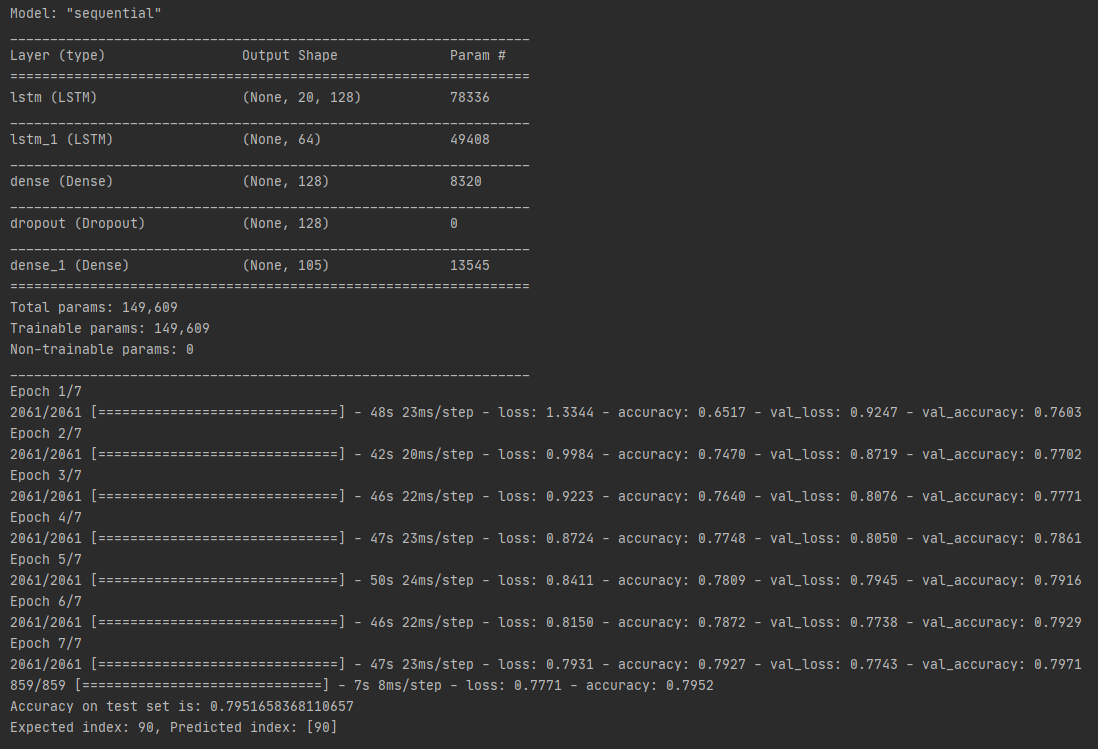 Model: "sequential"
_________________________________________________________________
Layer (type)                 Output Shape              Param #
=================================================================
lstm (LSTM)                  (None, 20, 128)           78336
_________________________________________________________________
lstm_1 (LSTM)                (None, 64)                49408
_________________________________________________________________
dense (Dense)                (None, 128)               8320
_________________________________________________________________
dropout (Dropout)            (None, 128)               0
_________________________________________________________________
dense_1 (Dense)              (None, 105)               13545
=================================================================
Total params: 149,609
Trainable params: 149,609
Non-trainable params: 0
_________________________________________________________________
Epoch 1/7
2061/2061 [==============================] - 48s 23ms/step - loss: 1.3344 - accuracy: 0.6517 - val_loss: 0.9247 - val_accuracy: 0.7603
Epoch 2/7
2061/2061 [==============================] - 42s 20ms/step - loss: 0.9984 - accuracy: 0.7470 - val_loss: 0.8719 - val_accuracy: 0.7702
Epoch 3/7
2061/2061 [==============================] - 46s 22ms/step - loss: 0.9223 - accuracy: 0.7640 - val_loss: 0.8076 - val_accuracy: 0.7771
Epoch 4/7
2061/2061 [==============================] - 47s 23ms/step - loss: 0.8724 - accuracy: 0.7748 - val_loss: 0.8050 - val_accuracy: 0.7861
Epoch 5/7
2061/2061 [==============================] - 50s 24ms/step - loss: 0.8411 - accuracy: 0.7809 - val_loss: 0.7945 - val_accuracy: 0.7916
Epoch 6/7
2061/2061 [==============================] - 46s 22ms/step - loss: 0.8150 - accuracy: 0.7872 - val_loss: 0.7738 - val_accuracy: 0.7929
Epoch 7/7
2061/2061 [==============================] - 47s 23ms/step - loss: 0.7931 - accuracy: 0.7927 - val_loss: 0.7743 - val_accuracy: 0.7971
859/859 [==============================] - 7s 8ms/step - loss: 0.7771 - accuracy: 0.7952
Accuracy on test set is: 0.7951658368110657
Expected index: 90, Predicted index: [90]